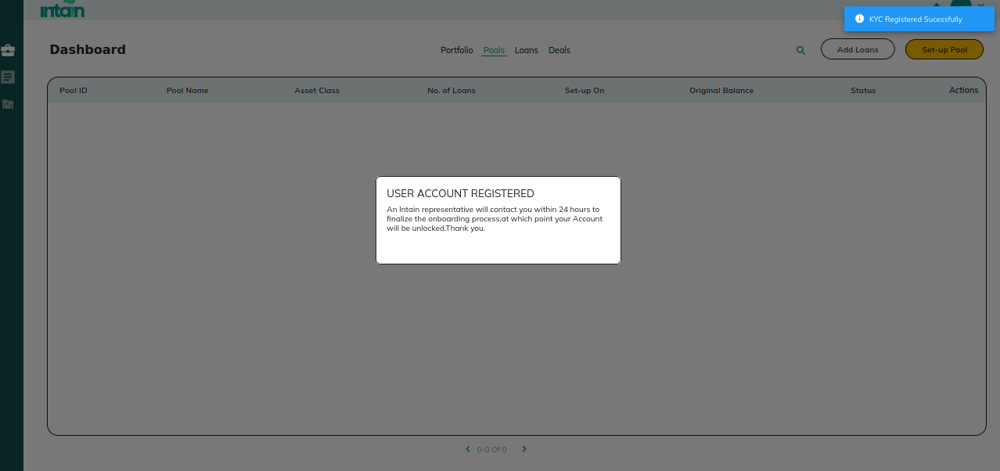 intain
KYC Registered Sucessfully
Dashboard
Portfolio Pools Loans Deals
Add Loans
Set-up Pool
Pool ID Pool Name Asset Class No. of Loans Set-up On Original Balance Status Actions
USER ACCOUNT REGISTERED
An Intain representative will contact you within 24 hours to
finalize the onboarding process,at which point your Account
will be unlocked.Thank you.
0-0 Of 0